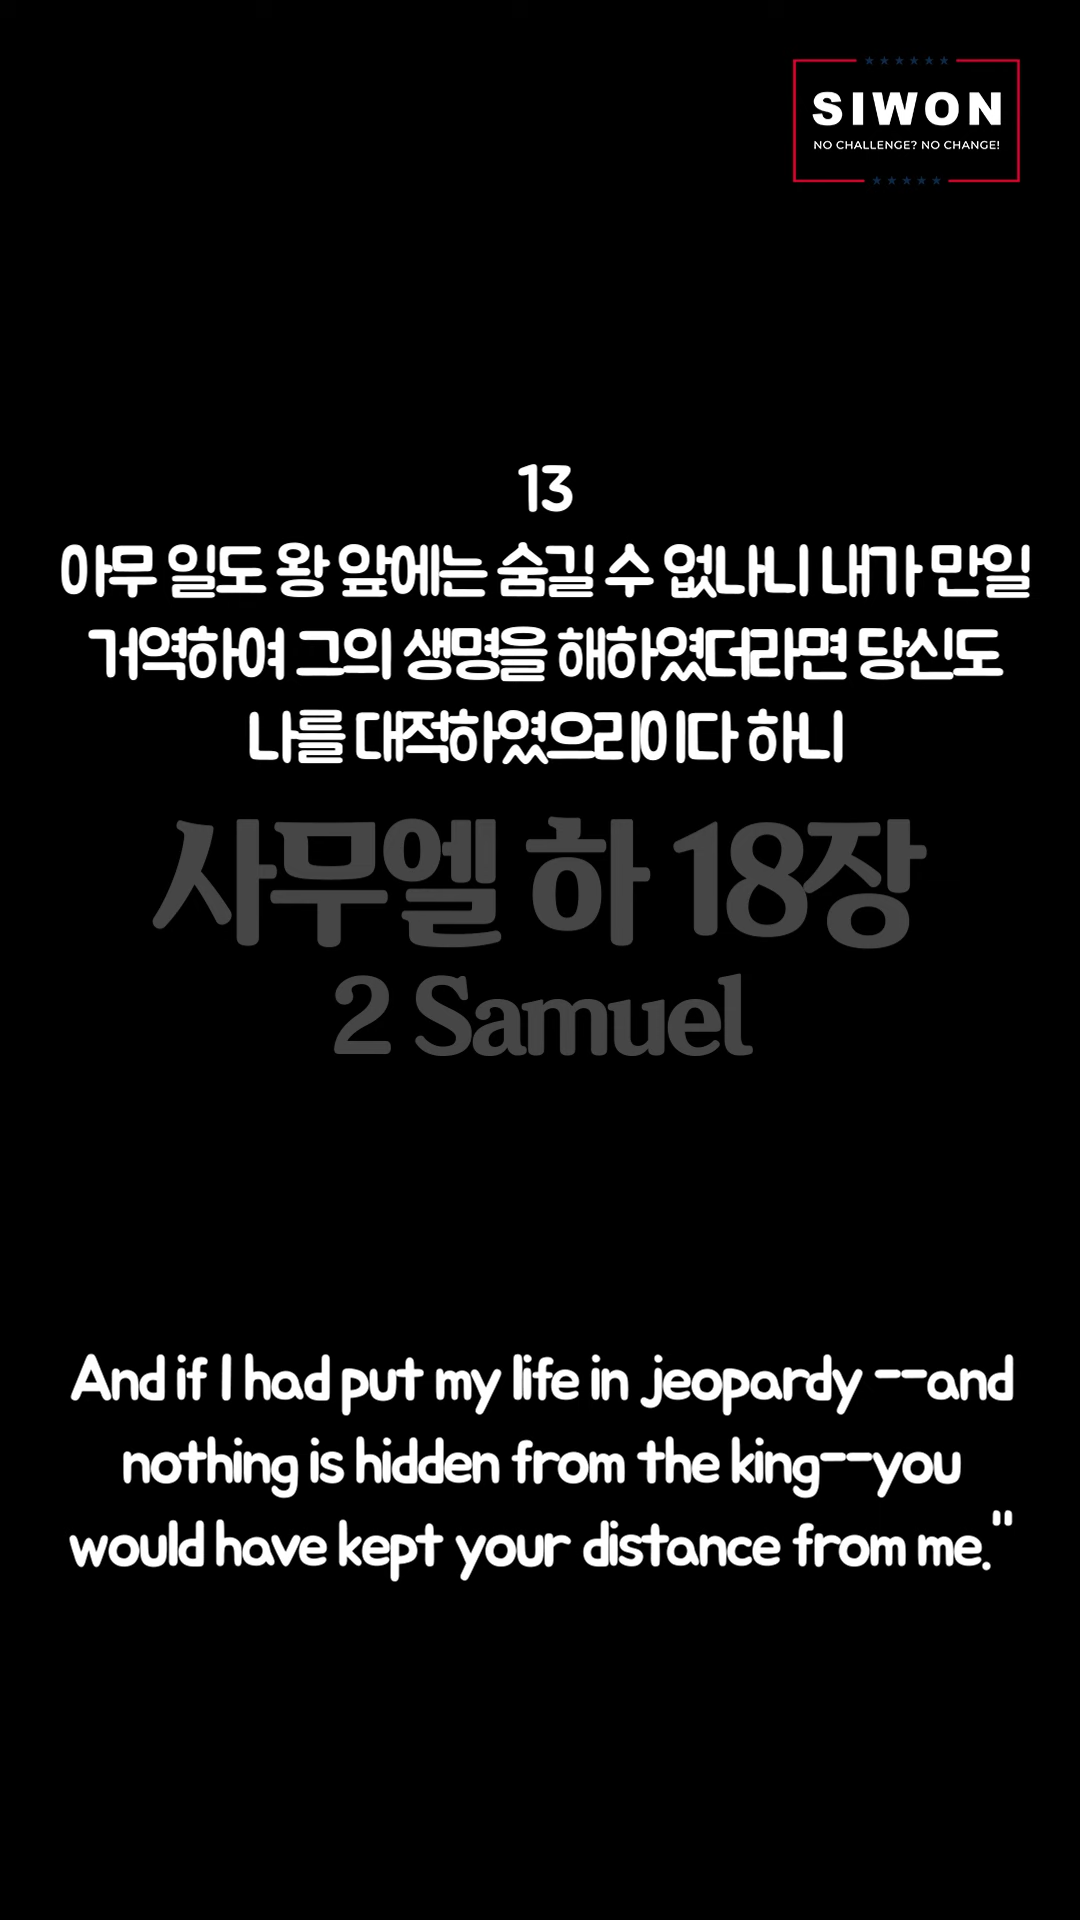 SIWON
NO CHALLENGE? NO CHANGE!
13
아무 일도 왕 앞에는 숨길 수 없나니 내가 만일
거역하여 그의 생명을 해하였더라면 당신도
나를 대적하였으리이다 하니
사무엘 하 18장
2 Samuel
And if I had put my life in jeopardy --and
nothing is hidden from the king--you
would have kept your distance from me."